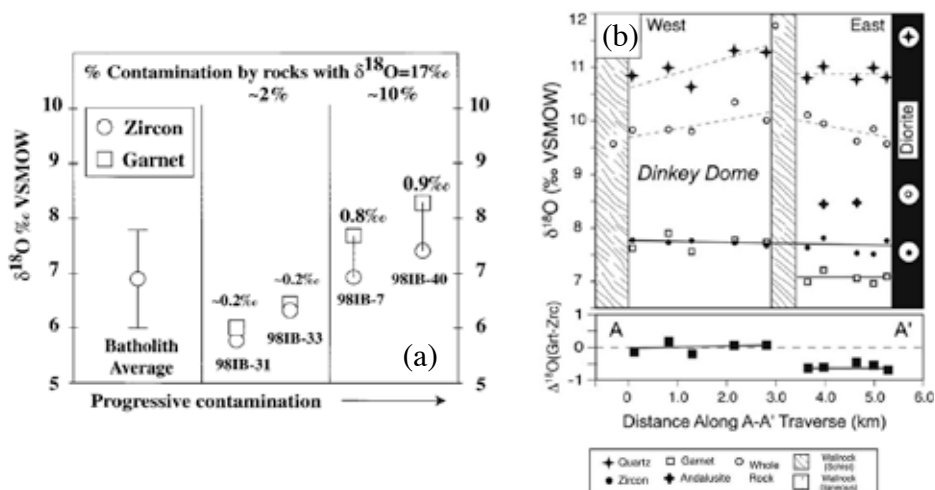 % Contamination by rocks with δ¹⁸O=17‰
~2% ~10%
δ¹⁸O ‰ VSMOW
10
9
8
7
6
5
10
9
8
7
6
5
Zircon
Garnet
Batholith
Average
~0.2‰
98IB-31
~0.2‰
98IB-33
0.8‰
98IB-7
0.9‰
98IB-40
(a)
Progressive contamination
(b)
West East
δ¹⁸O (‰ VSMOW)
12
11
10
9
8
7
Dinkey Dome
Diorite
Δ¹⁸O(Grt-Zrc)
1
0
-1
A A'
0 1.0 2.0 3.0 4.0 5.0 6.0
Distance Along A-A' Traverse (km)
Quartz Garnet Whole Rock Wallrock (Schist)
Zircon Andalusite Wallrock